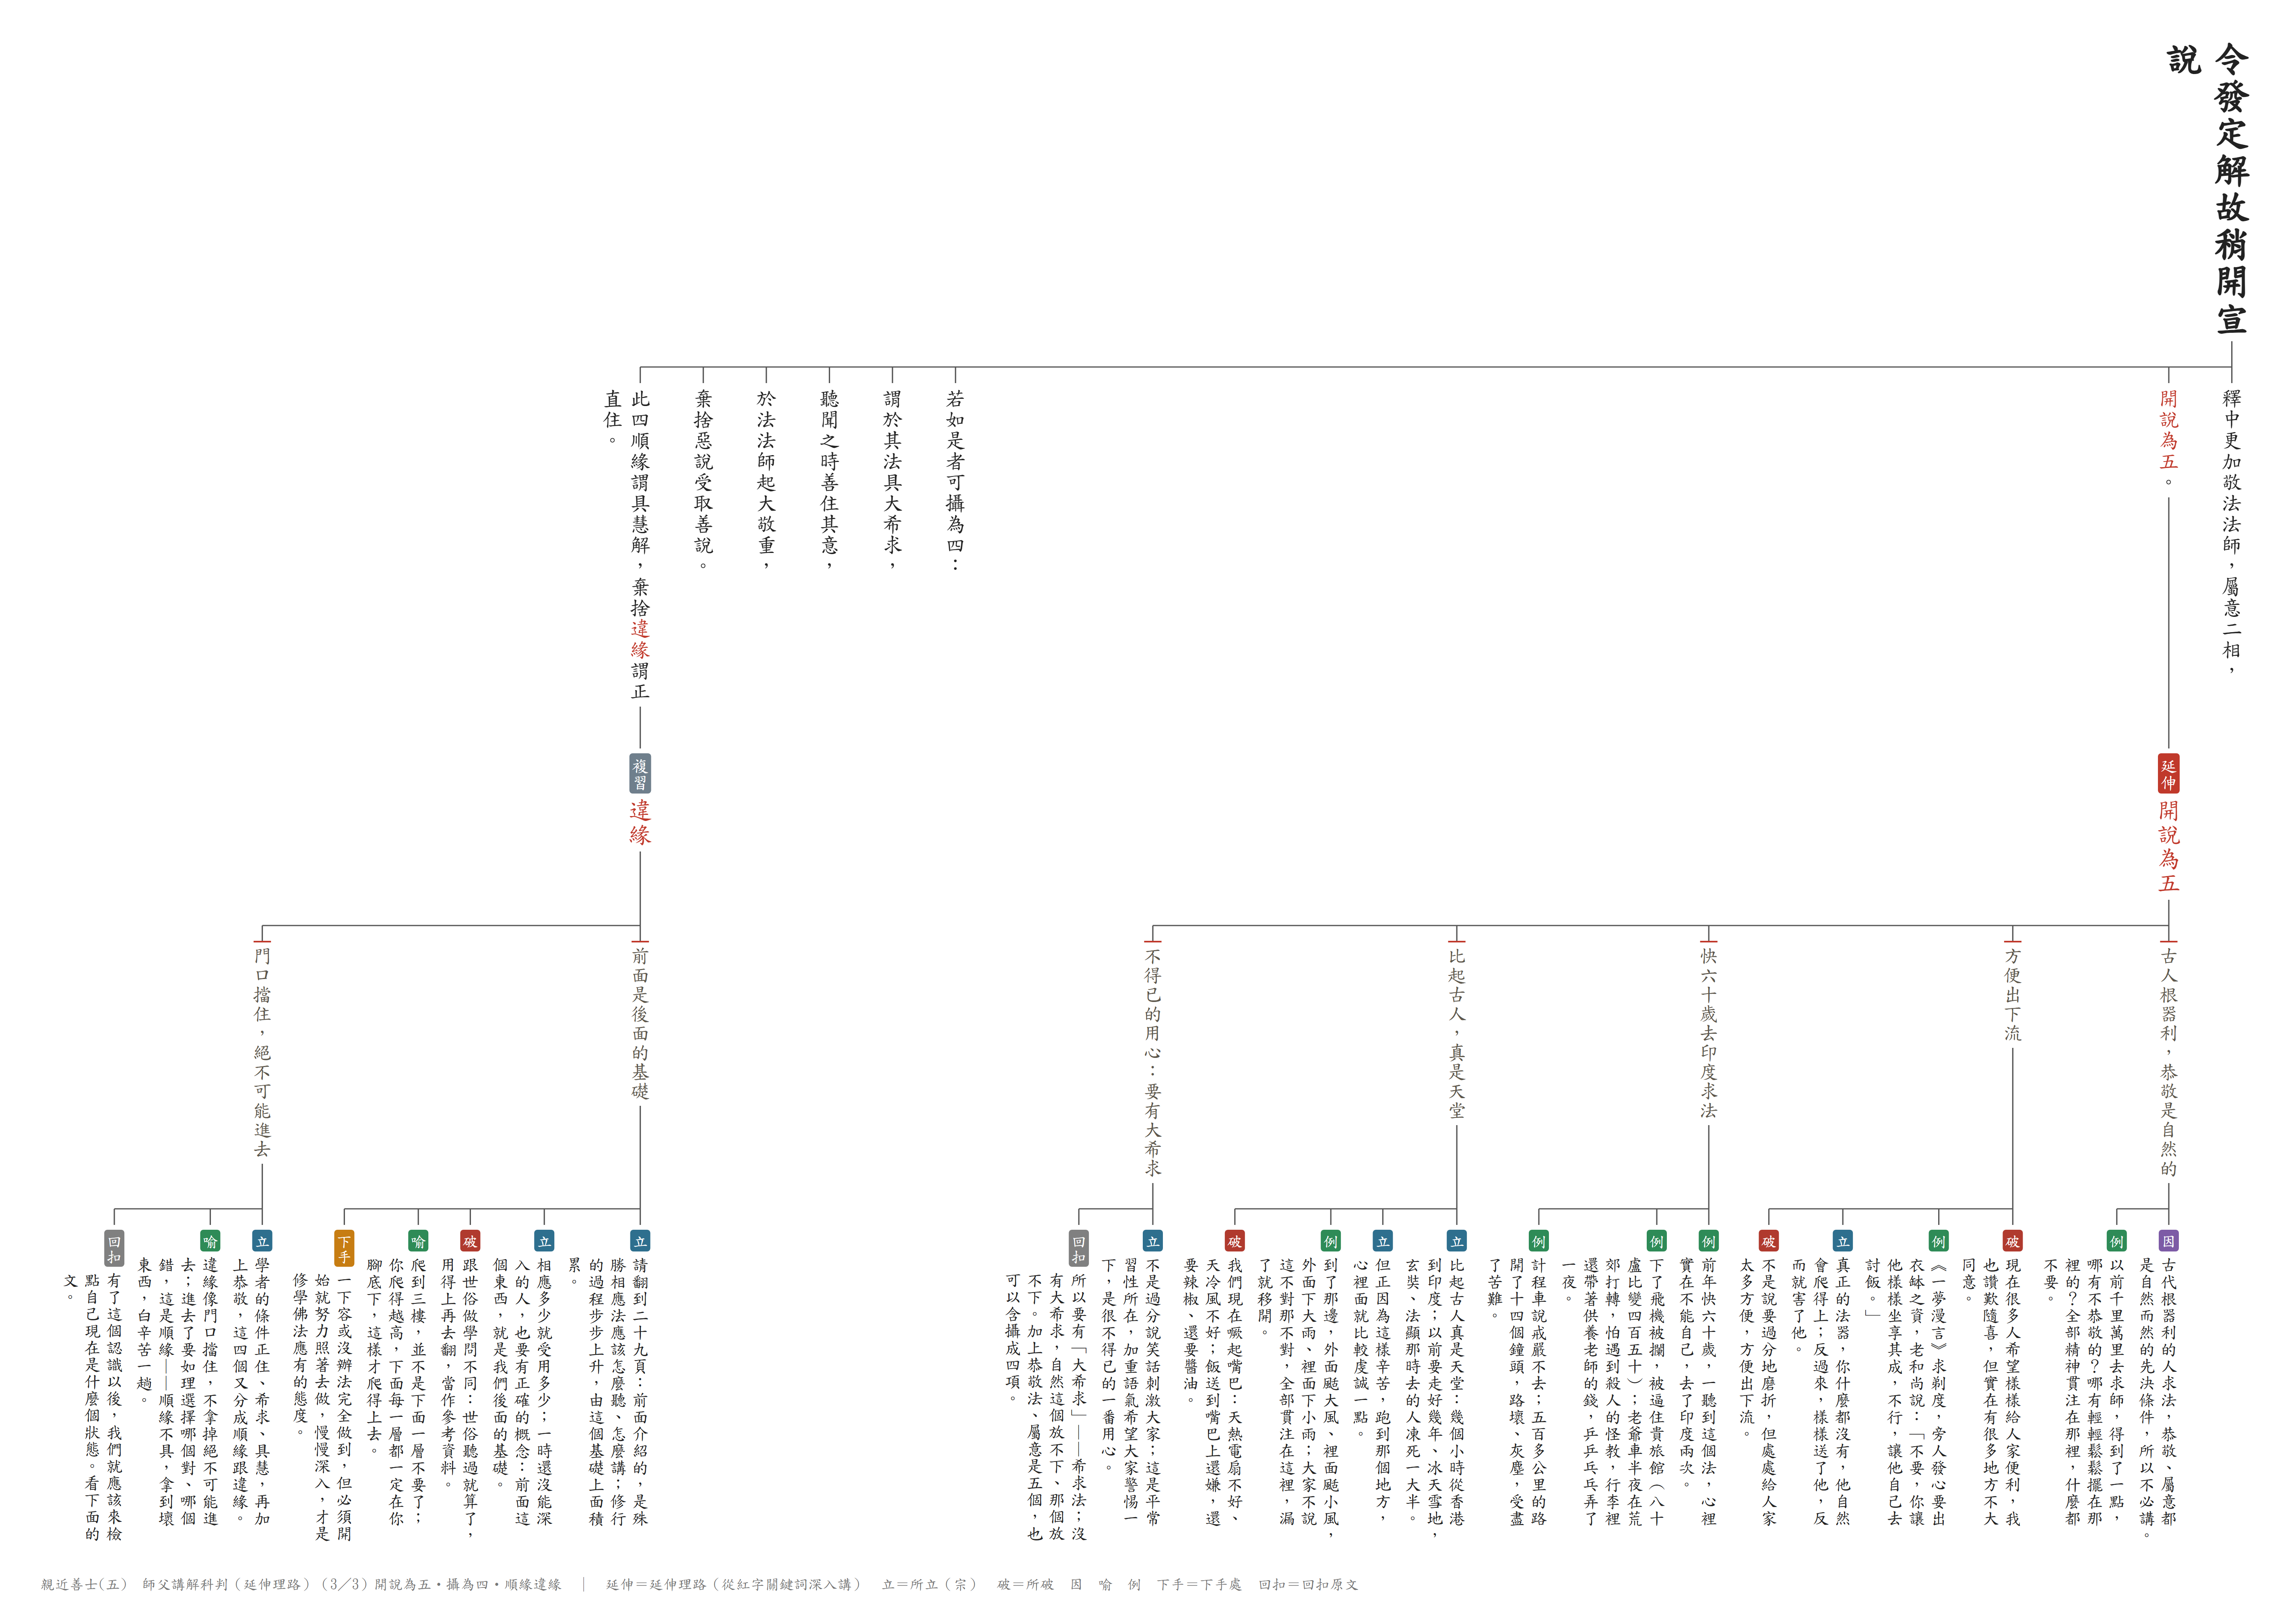 令發定解故稍開宣
說
釋中更加敬法法師，屬意二相，
開說為五。
若如是者可攝為四：
謂於其法具大希求，
聽聞之時善住其意，
於法法師起大敬重，
棄捨惡說受取善說。
此四順緣謂具慧解，棄捨違緣謂正
直住。
延伸
開說為五
複習
違緣
古人根器利，恭敬是自然的
方便出下流
快六十歲去印度求法
比起古人，真是天堂
不得已的用心：要有大希求
前面是後面的基礎
門口擋住，絕不可能進去
因
古代根器利的人求法，恭敬、屬意都
是自然而然的先決條件，所以不必講。
例
以前千里萬里去求師，得到了一點，
哪有不恭敬的？哪有輕輕鬆鬆擺在那
裡的？全部精神貫注在那裡，什麼都
不要。
破
現在很多人希望樣樣給人家便利，我
也讚歎隨喜，但實在有很多地方不大
同意。
例
《一夢漫言》求剃度，旁人發心要出
衣缽之資，老和尚說：「不要，你讓
他樣樣坐享其成，不行，讓他自己去
討飯。」
立
真正的法器，你什麼都沒有，他自然
會爬得上；反過來，樣樣送了他，反
而就害了他。
破
不是說要過分地磨折，但處處給人家
太多方便，方便出下流。
例
前年快六十歲，一聽到這個法，心裡
實在不能自己，去了印度兩次。
例
下了飛機被攔，被逼住貴旅館（八十
盧比變四百五十）；老爺車半夜在荒
郊打轉，怕遇到殺人的怪教，行李裡
還帶著供養老師的錢，乒乒乓乓弄了
一夜。
例
計程車說戒嚴不去；五百多公里的路
開了十四個鐘頭，路壞、灰塵，受盡
了苦難。
立
比起古人真是天堂：幾個小時從香港
到印度；以前要走好幾年、冰天雪地，
玄奘、法顯那時去的人凍死一大半。
立
但正因為這樣辛苦，跑到那個地方，
心裡面就比較虔誠一點。
例
到了那邊，外面颳大風、裡面颳小風，
外面下大雨、裡面下小雨；大家不說
這不對那不對，全部貫注在這裡，漏
了就移開。
破
我們現在噘起嘴巴：天熱電扇不好、
天冷風不好；飯送到嘴巴上還嫌，還
要辣椒、還要醬油。
立
不是過分說笑話刺激大家；這是平常
習性所在，加重語氣希望大家警惕一
下，是很不得已的一番用心。
回扣
所以要有「大希求」——希求法；沒
有大希求，自然這個放不下、那個放
不下。加上恭敬法、屬意是五個，也
可以含攝成四項。
立
請翻到二十九頁：前面介紹的，是殊
勝相應法應該怎麼聽、怎麼講；修行
的過程步步上升，由這個基礎上面積
累。
立
相應多少就受用多少；一時還沒能深
入的人，也要有正確的概念：前面這
個東西，就是我們後面的基礎。
破
跟世俗做學問不同：世俗聽過就算了，
用得上再去翻，當作參考資料。
喻
爬到三樓，並不是下面一層不要了；
你爬得越高，下面每一層都一定在你
腳底下，這樣才爬得上去。
下手
一下容或沒辦法完全做到，但必須開
始就努力照著去做，慢慢深入，才是
修學佛法應有的態度。
立
學者的條件正住、希求、具慧，再加
上恭敬，這四個又分成順緣跟違緣。
喻
違緣像門口擋住，不拿掉絕不可能進
去；進去了要如理選擇哪個對、哪個
錯，這是順緣——順緣不具，拿到壞
東西，白辛苦一趟。
回扣
有了這個認識以後，我們就應該來檢
點自己現在是什麼個狀態。看下面的
文。
親近善士（五）　師父講解科判（延伸理路）（3／3）開說為五・攝為四・順緣違緣　｜　延伸＝延伸理路（從紅字關鍵詞深入講）　立＝所立（宗）　破＝所破　因　喻　例　下手＝下手處　回扣＝回扣原文